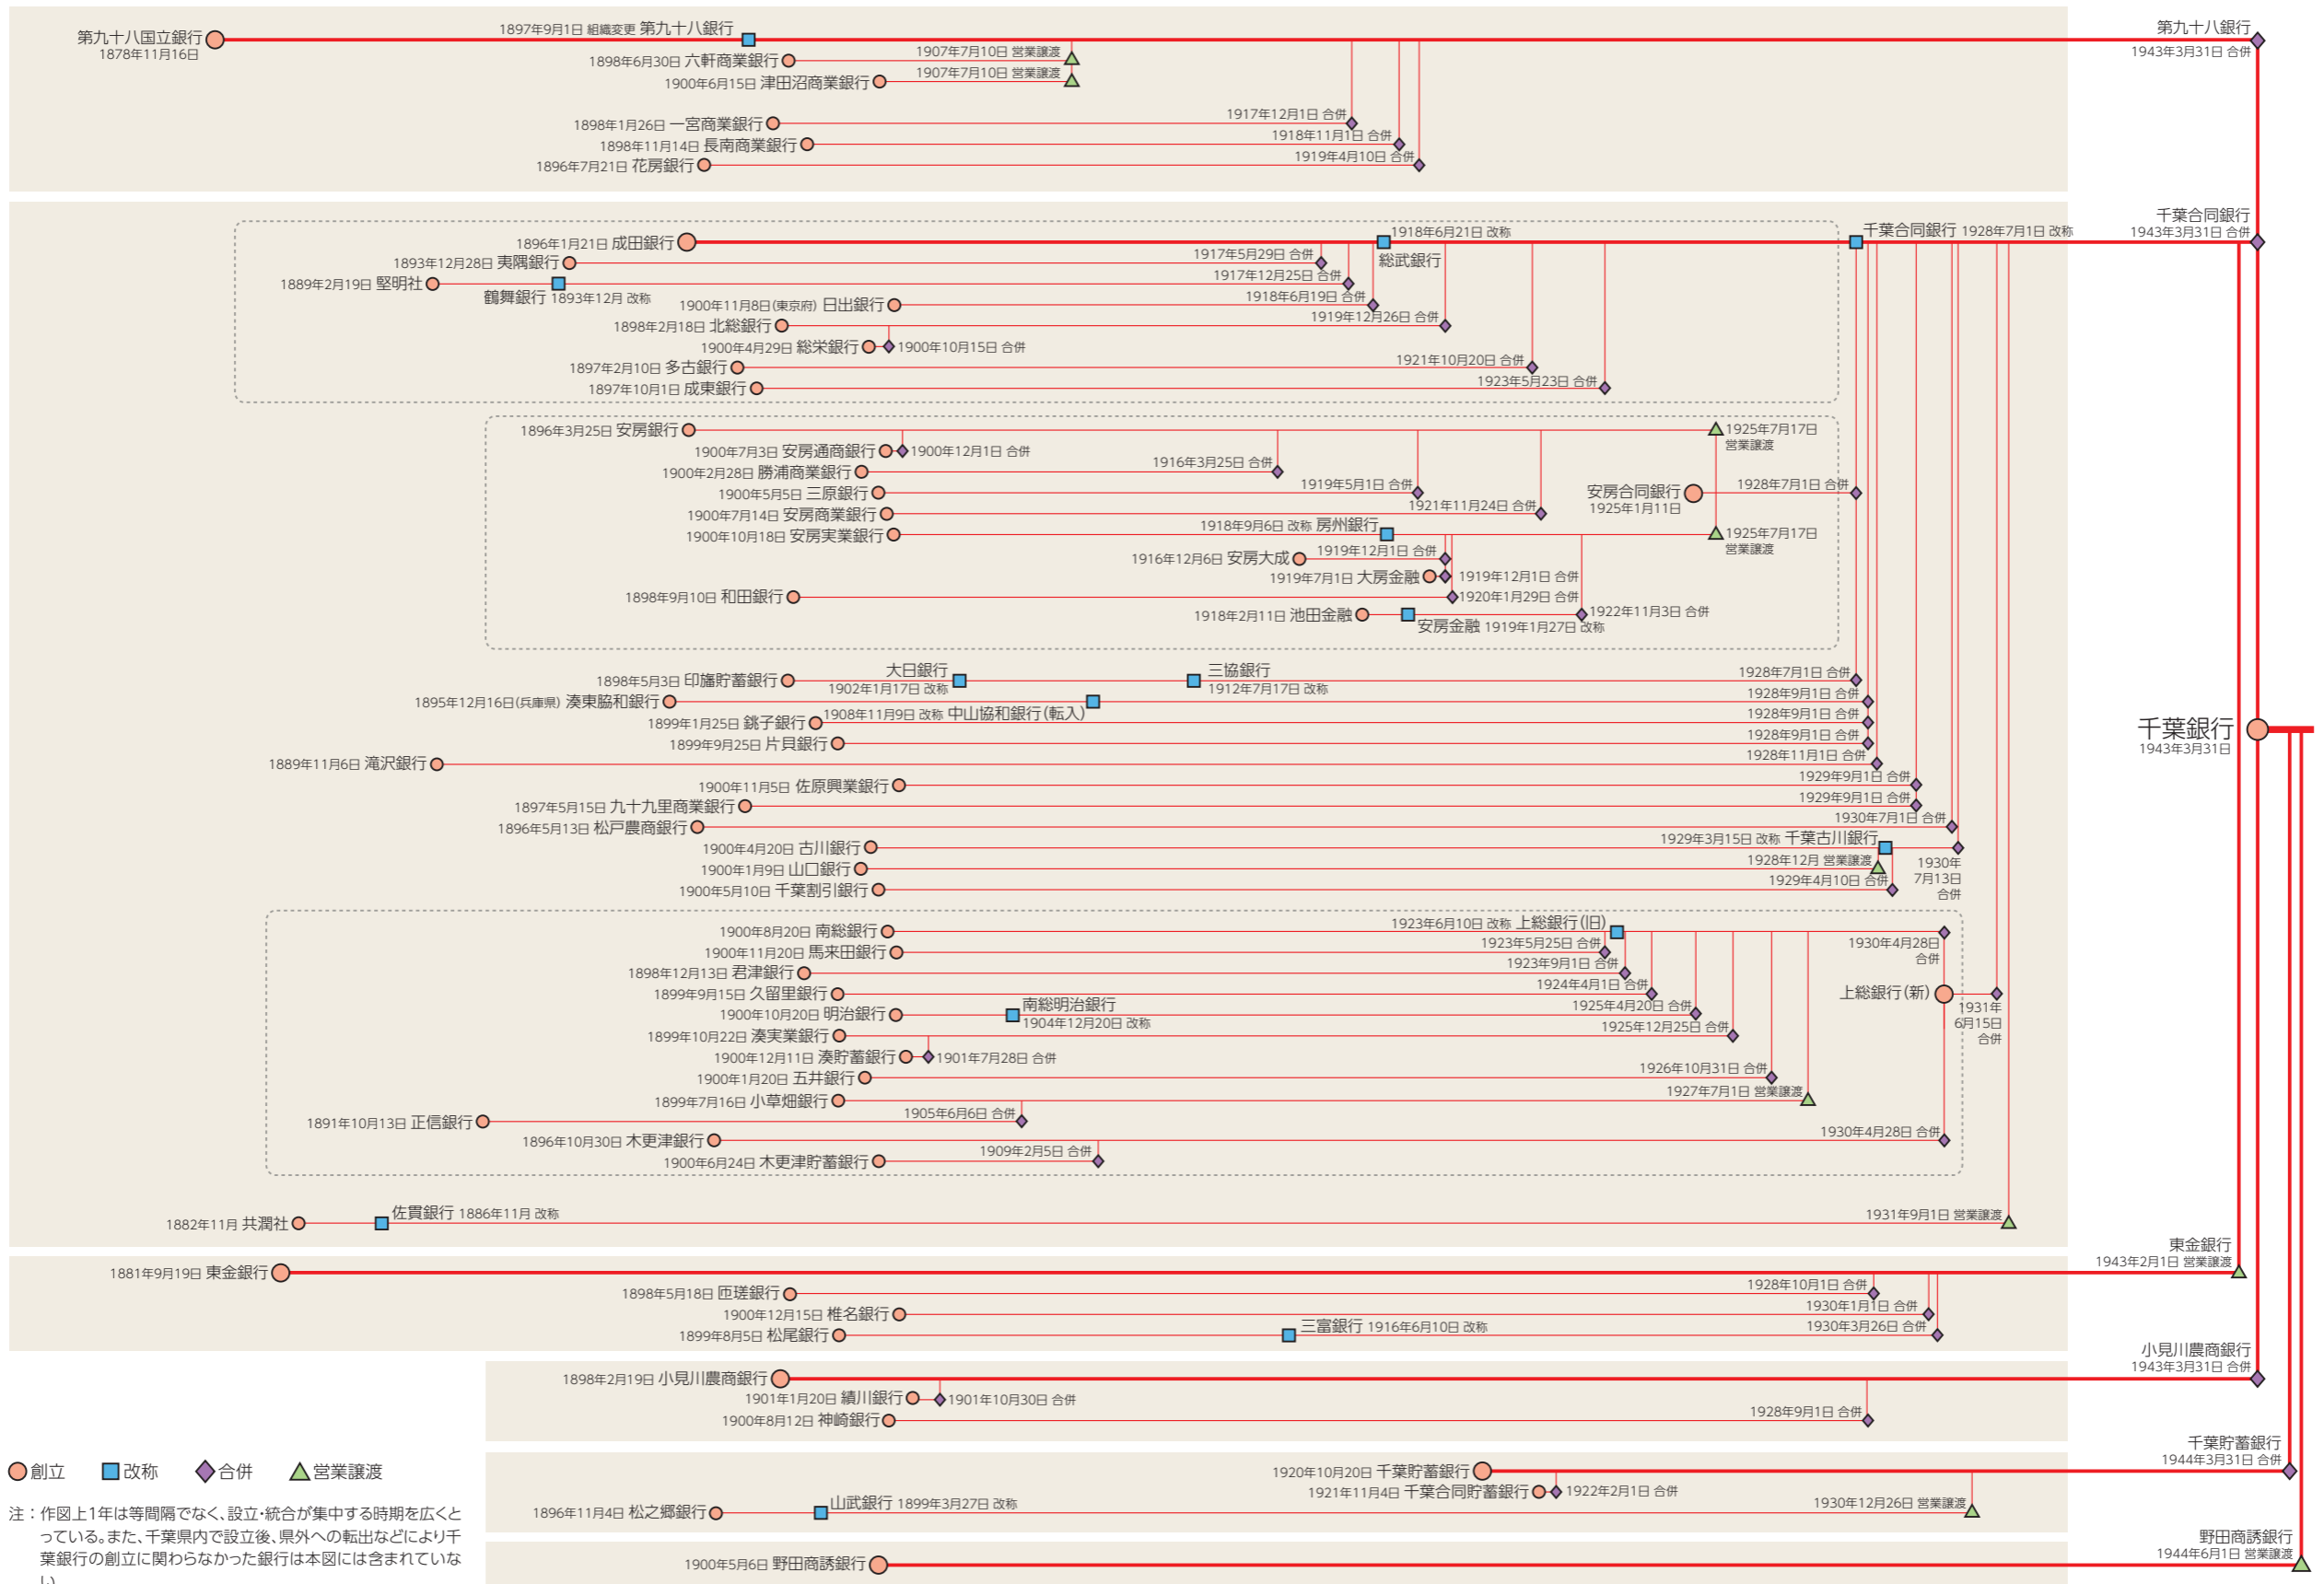 第九十八国立銀行
1878年11月16日
1897年9月1日 組織変更 第九十八銀行
1898年6月30日 六軒商業銀行
1907年7月10日 営業譲渡
1900年6月15日 津田沼商業銀行
1907年7月10日 営業譲渡
1898年1月26日 一宮商業銀行
1917年12月1日 合併
1898年11月14日 長南商業銀行
1918年11月1日 合併
1896年7月21日 花房銀行
1919年4月10日 合併
第九十八銀行
1943年3月31日 合併
千葉合同銀行
1943年3月31日 合併
1896年1月21日 成田銀行
1918年6月21日 改称
総武銀行
千葉合同銀行 1928年7月1日 改称
1893年12月28日 夷隅銀行
1917年5月29日 合併
1889年2月19日 堅明社
鶴舞銀行 1893年12月 改称
1917年12月25日 合併
1900年11月8日(東京府) 日出銀行
1918年6月19日 合併
1898年2月18日 北総銀行
1919年12月26日 合併
1900年4月29日 総栄銀行
1900年10月15日 合併
1897年2月10日 多古銀行
1921年10月20日 合併
1897年10月1日 成東銀行
1923年5月23日 合併
1896年3月25日 安房銀行
1925年7月17日
営業譲渡
1900年7月3日 安房通商銀行
1900年12月1日 合併
1900年2月28日 勝浦商業銀行
1916年3月25日 合併
1900年5月5日 三原銀行
1919年5月1日 合併
安房合同銀行
1925年1月11日
1928年7月1日 合併
1900年7月14日 安房商業銀行
1921年11月24日 合併
1900年10月18日 安房実業銀行
1918年9月6日 改称 房州銀行
1925年7月17日
営業譲渡
1916年12月6日 安房大成
1919年12月1日 合併
1919年7月1日 大房金融
1919年12月1日 合併
1898年9月10日 和田銀行
1920年1月29日 合併
1918年2月11日 池田金融
安房金融 1919年1月27日 改称
1922年11月3日 合併
1898年5月3日 印旛貯蓄銀行
大日銀行
1902年1月17日 改称
三協銀行
1912年7月17日 改称
1928年7月1日 合併
1895年12月16日(兵庫県) 湊東脇和銀行
1908年11月9日 改称 中山協和銀行(転入)
1928年9月1日 合併
1899年1月25日 銚子銀行
1928年9月1日 合併
1899年9月25日 片貝銀行
1928年9月1日 合併
1889年11月6日 滝沢銀行
1928年11月1日 合併
1900年11月5日 佐原興業銀行
1929年9月1日 合併
1897年5月15日 九十九里商業銀行
1929年9月1日 合併
1896年5月13日 松戸農商銀行
1930年7月1日 合併
1900年4月20日 古川銀行
1929年3月15日 改称 千葉古川銀行
1930年
7月13日
合併
1900年1月9日 山口銀行
1928年12月 営業譲渡
1900年5月10日 千葉割引銀行
1929年4月10日 合併
千葉銀行
1943年3月31日
1900年8月20日 南総銀行
1923年6月10日 改称 上総銀行(旧)
1930年4月28日
合併
1900年11月20日 馬来田銀行
1923年5月25日 合併
1898年12月13日 君津銀行
1923年9月1日 合併
1899年9月15日 久留里銀行
1924年4月1日 合併
上総銀行(新)
1931年
6月15日
合併
1900年10月20日 明治銀行
南総明治銀行
1904年12月20日 改称
1925年4月20日 合併
1899年10月22日 湊実業銀行
1925年12月25日 合併
1900年12月11日 湊貯蓄銀行
1901年7月28日 合併
1900年1月20日 五井銀行
1926年10月31日 合併
1899年7月16日 小草畑銀行
1927年7月1日 営業譲渡
1891年10月13日 正信銀行
1905年6月6日 合併
1896年10月30日 木更津銀行
1930年4月28日 合併
1900年6月24日 木更津貯蓄銀行
1909年2月5日 合併
1882年11月 共潤社
佐貫銀行 1886年11月 改称
1931年9月1日 営業譲渡
1881年9月19日 東金銀行
東金銀行
1943年2月1日 営業譲渡
1898年5月18日 匝瑳銀行
1928年10月1日 合併
1900年12月15日 椎名銀行
1930年1月1日 合併
1899年8月5日 松尾銀行
三富銀行 1916年6月10日 改称
1930年3月26日 合併
小見川農商銀行
1943年3月31日 合併
1898年2月19日 小見川農商銀行
1901年1月20日 績川銀行
1901年10月30日 合併
1900年8月12日 神崎銀行
1928年9月1日 合併
千葉貯蓄銀行
1944年3月31日 合併
1920年10月20日 千葉貯蓄銀行
1921年11月4日 千葉合同貯蓄銀行
1922年2月1日 合併
1896年11月4日 松之郷銀行
山武銀行 1899年3月27日 改称
1930年12月26日 営業譲渡
野田商誘銀行
1944年6月1日 営業譲渡
1900年5月6日 野田商誘銀行
創立 改称 合併 営業譲渡
注：作図上1年は等間隔でなく、設立・統合が集中する時期を広くと
っている。また、千葉県内で設立後、県外への転出などにより千
葉銀行の創立に関わらなかった銀行は本図には含まれていな
い